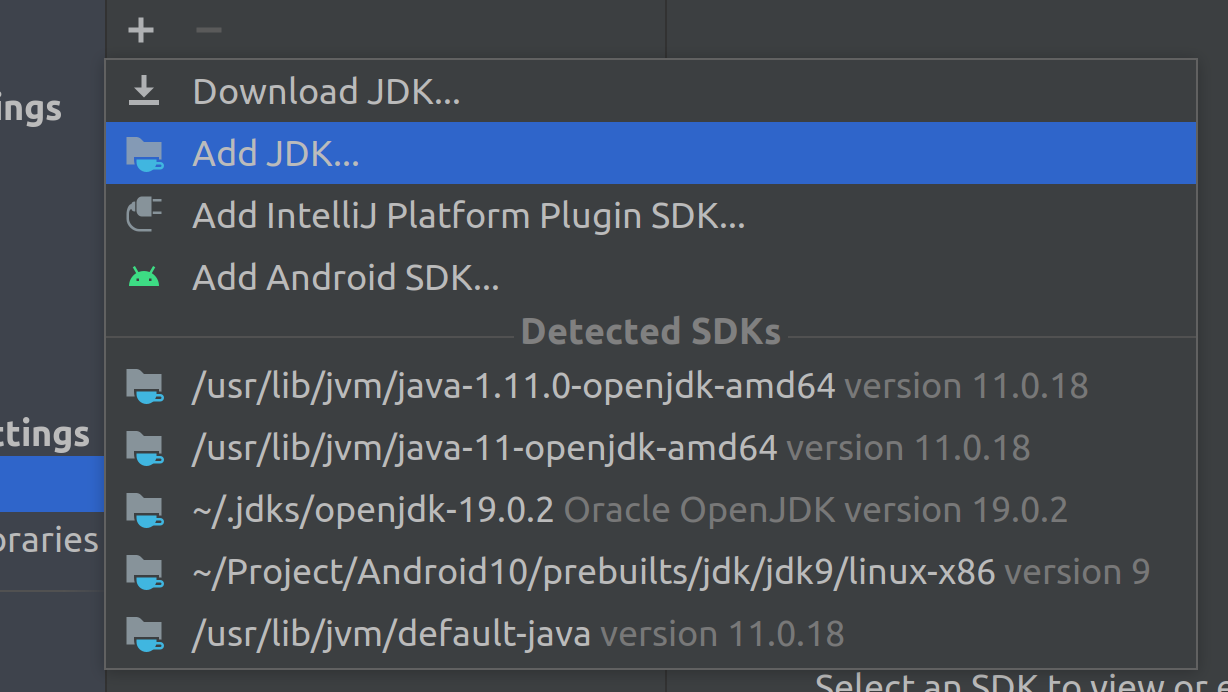 Download JDK...
ings
Add JDK...
Add IntelliJ Platform Plugin SDK...
Add Android SDK...
Detected SDKs
/usr/lib/jvm/java-1.11.0-openjdk-amd64 version 11.0.18
ttings
/usr/lib/jvm/java-11-openjdk-amd64 version 11.0.18
~/.jdks/openjdk-19.0.2 Oracle OpenJDK version 19.0.2
oraries
~/Project/Android10/prebuilts/jdk/jdk9/linux-x86 version 9
/usr/lib/jvm/default-java version 11.0.18
Select an SDK to view or e